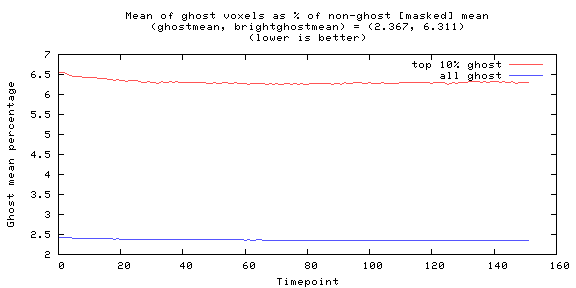 Mean of ghost voxels as % of non-ghost [masked] mean
(ghostmean, brightghostmean) = (2.367, 6.311)
(lower is better)
top 10% ghost
all ghost
7
6.5
6
5.5
5
4.5
4
3.5
3
2.5
2
Ghost mean percentage
0 20 40 60 80 100 120 140 160
Timepoint